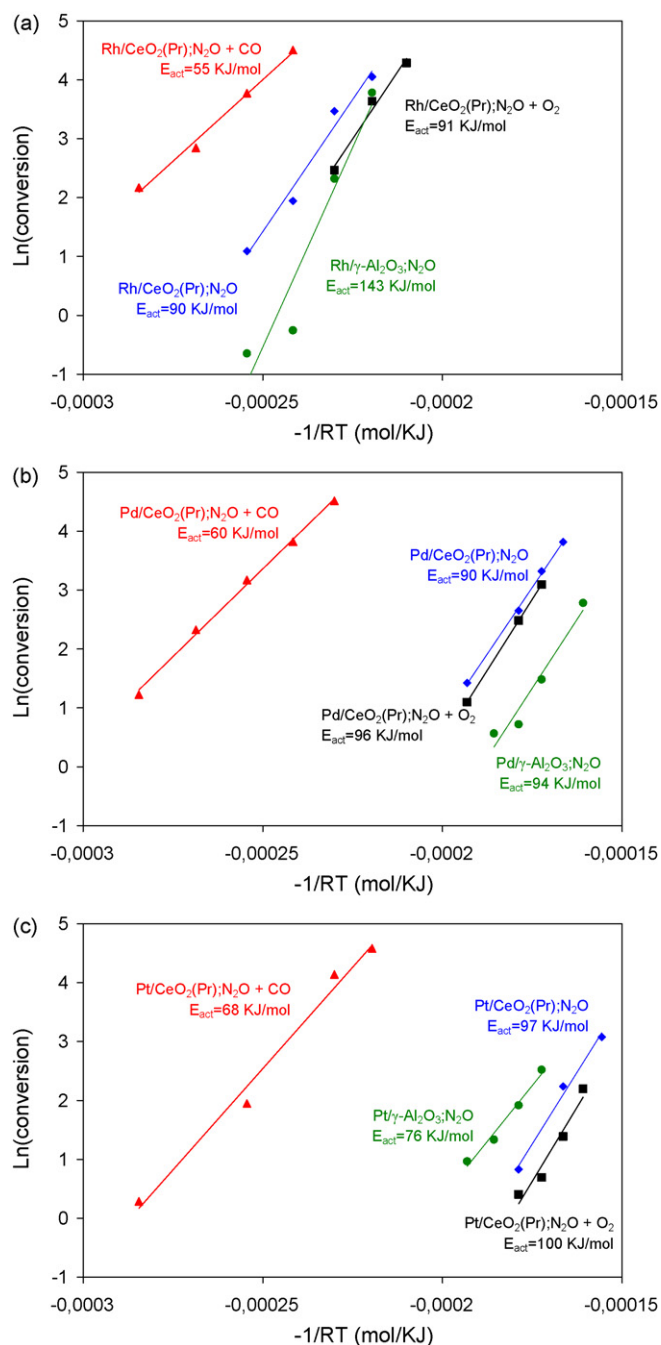 (a)
Ln(conversion)
5
4
3
2
1
0
-1
Rh/CeO₂(Pr);N₂O + CO
Eact=55 KJ/mol
Rh/CeO₂(Pr);N₂O + O₂
Eact=91 KJ/mol
Rh/CeO₂(Pr);N₂O
Eact=90 KJ/mol
Rh/γ-Al₂O₃;N₂O
Eact=143 KJ/mol
-0,0003 -0,00025 -0,0002 -0,00015
-1/RT (mol/KJ)
(b)
Ln(conversion)
5
4
3
2
1
0
-1
Pd/CeO₂(Pr);N₂O + CO
Eact=60 KJ/mol
Pd/CeO₂(Pr);N₂O
Eact=90 KJ/mol
Pd/CeO₂(Pr);N₂O + O₂
Eact=96 KJ/mol
Pd/γ-Al₂O₃;N₂O
Eact=94 KJ/mol
-0,0003 -0,00025 -0,0002 -0,00015
-1/RT (mol/KJ)
(c)
Ln(conversion)
5
4
3
2
1
0
-1
Pt/CeO₂(Pr);N₂O + CO
Eact=68 KJ/mol
Pt/CeO₂(Pr);N₂O
Eact=97 KJ/mol
Pt/γ-Al₂O₃;N₂O
Eact=76 KJ/mol
Pt/CeO₂(Pr);N₂O + O₂
Eact=100 KJ/mol
-0,0003 -0,00025 -0,0002 -0,00015
-1/RT (mol/KJ)